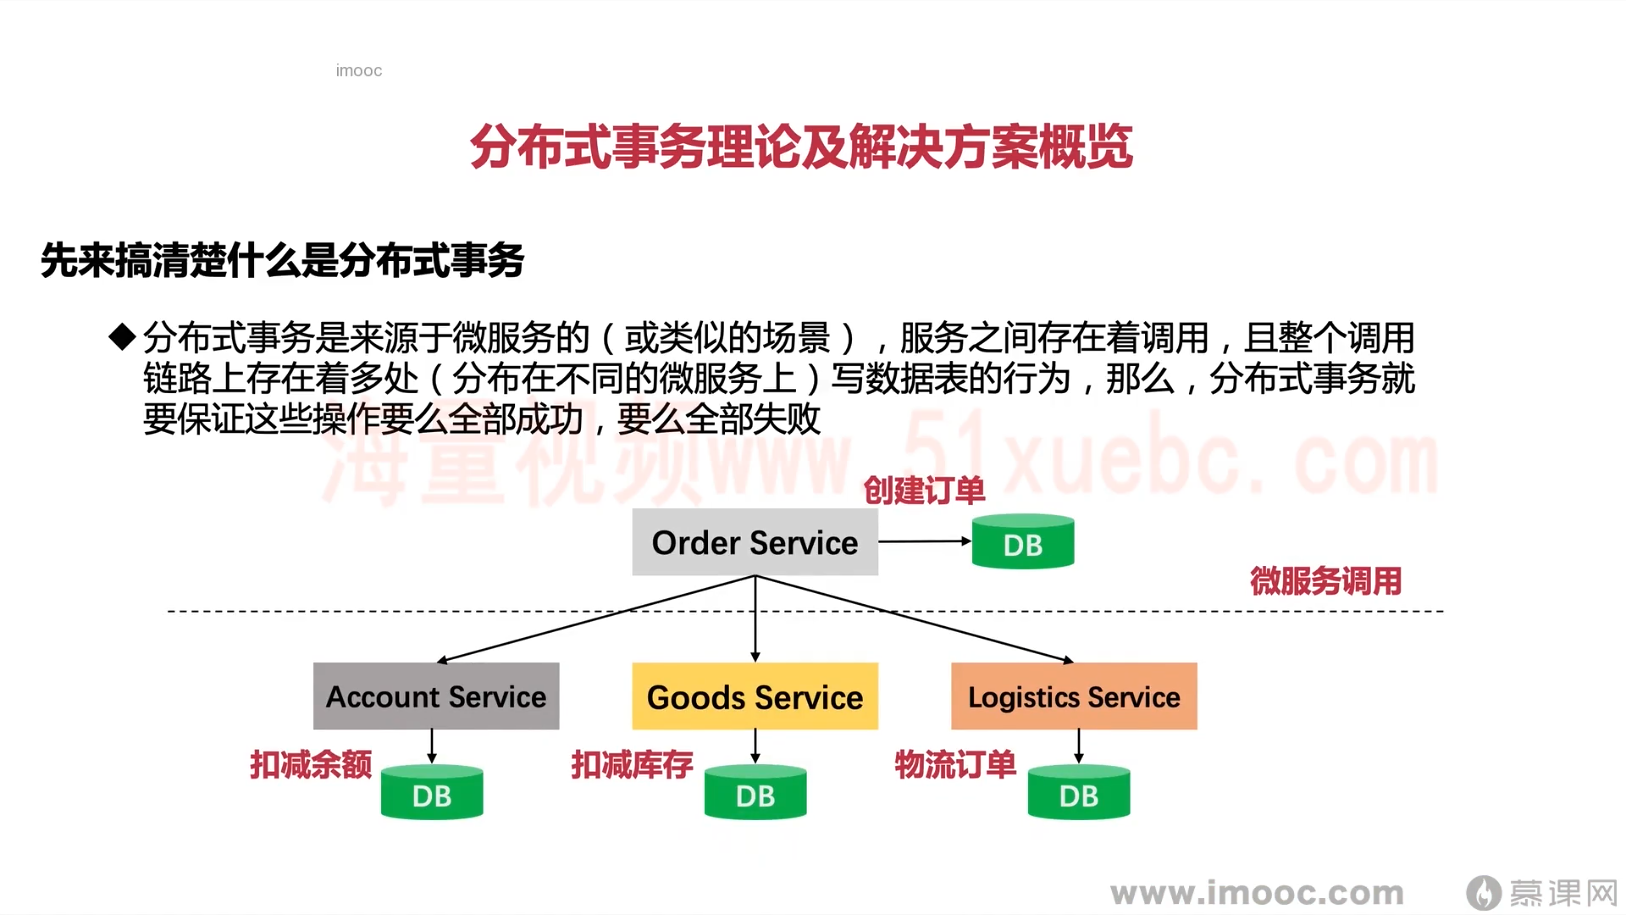 imooc
分布式事务理论及解决方案概览
先来搞清楚什么是分布式事务
◆分布式事务是来源于微服务的（或类似的场景），服务之间存在着调用，且整个调用
链路上存在着多处（分布在不同的微服务上）写数据表的行为，那么，分布式事务就
要保证这些操作要么全部成功，要么全部失败
海量视频www.51xuebc.com
创建订单
Order Service
DB
微服务调用
Account Service
Goods Service
Logistics Service
扣减余额
扣减库存
物流订单
DB
DB
DB
www.imooc.com
慕课网